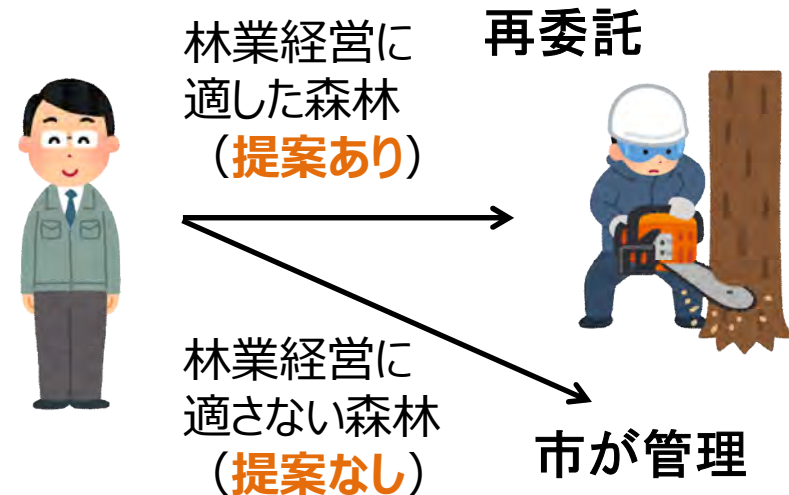 林業経営に
適した森林
（提案あり）
再委託
林業経営に
適さない森林
（提案なし）
市が管理